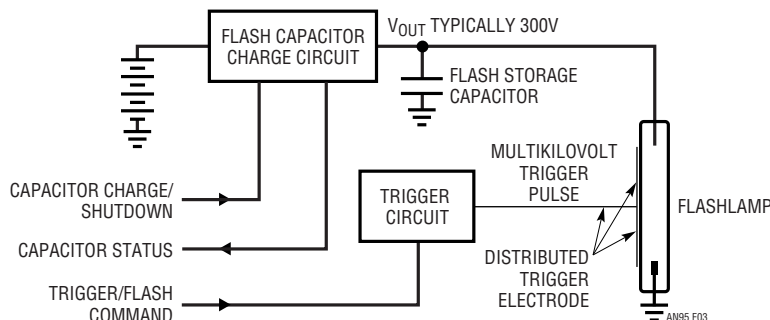 FLASH CAPACITOR
CHARGE CIRCUIT
VOUT TYPICALLY 300V
FLASH STORAGE
CAPACITOR
MULTIKILOVOLT
TRIGGER
PULSE
CAPACITOR CHARGE/
SHUTDOWN
TRIGGER
CIRCUIT
FLASHLAMP
CAPACITOR STATUS
DISTRIBUTED
TRIGGER
ELECTRODE
TRIGGER/FLASH
COMMAND
AN95 F03